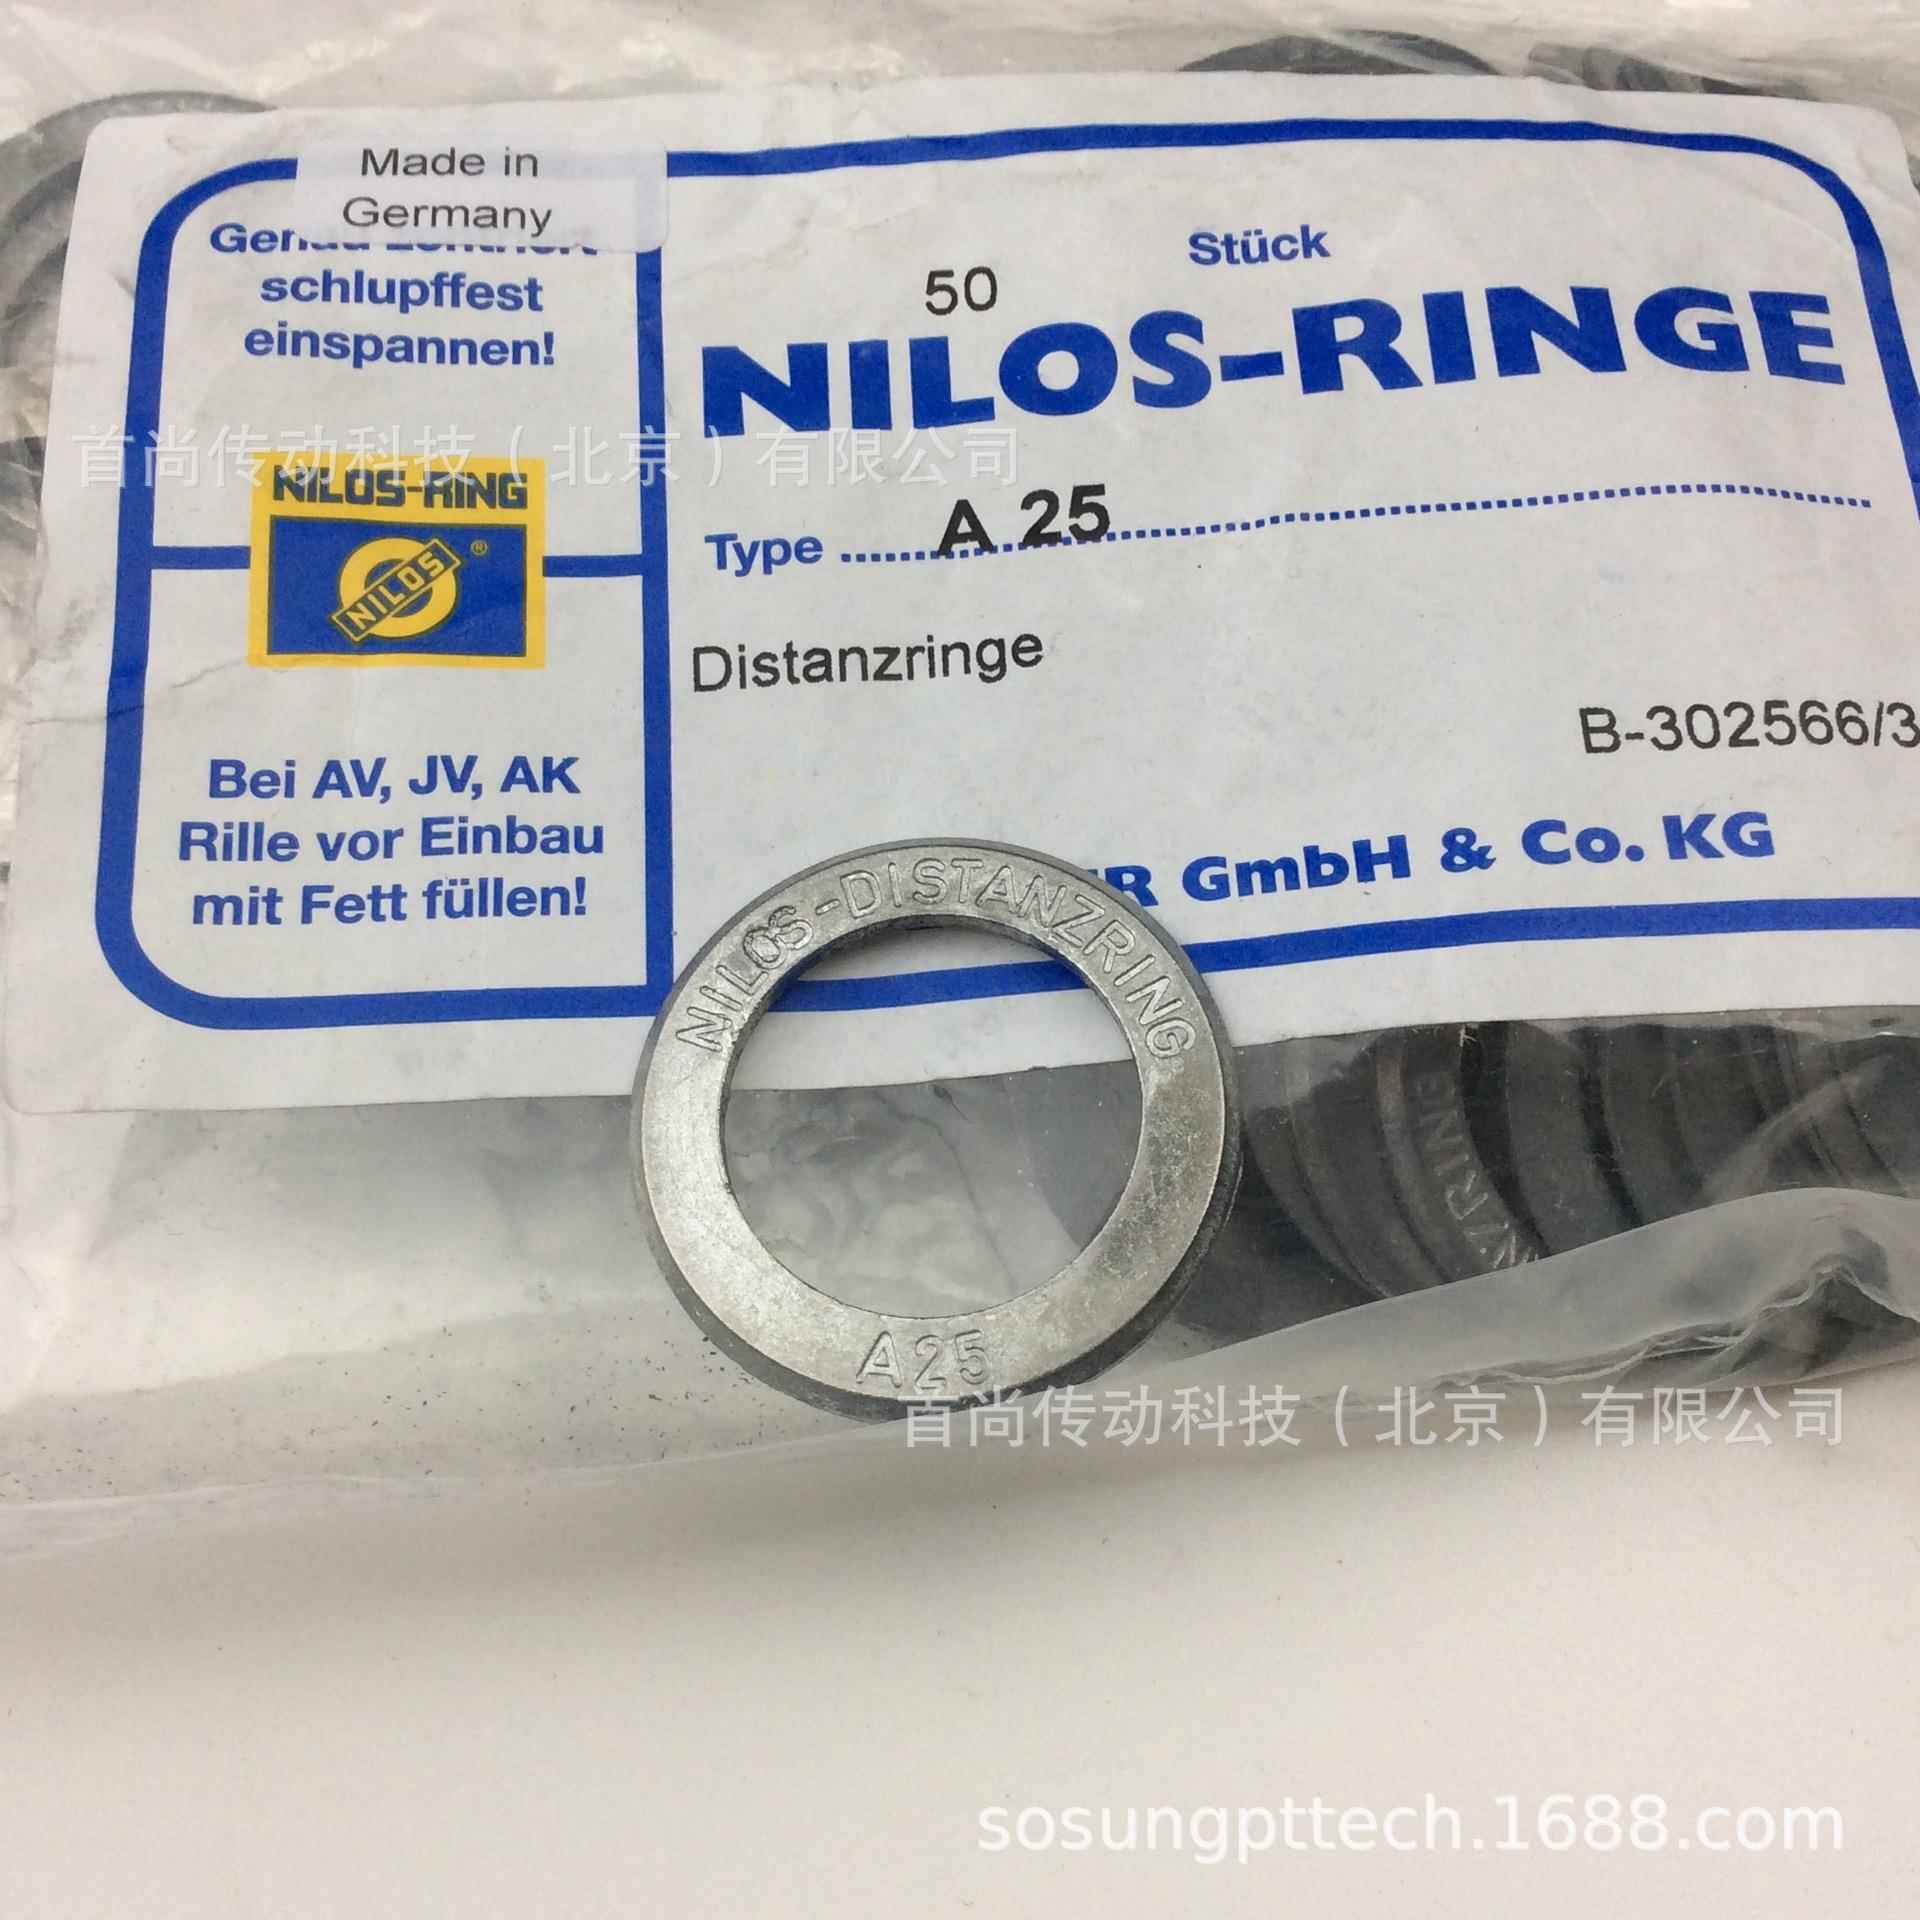 Made in
Germany
schlupffest
einspannen!
50
Stück
NILOS-RINGE
首尚传动科技（北京）有限公司
NILOS-RING
NILOS
®
Type
A 25
Distanzringe
B-302566/3
Bei AV, JV, AK
Rille vor Einbau
mit Fett füllen!
GmbH & Co. KG
NILOS-DISTANZRING
A25
首尚传动科技（北京）有限公司
sosungpttech.1688.com